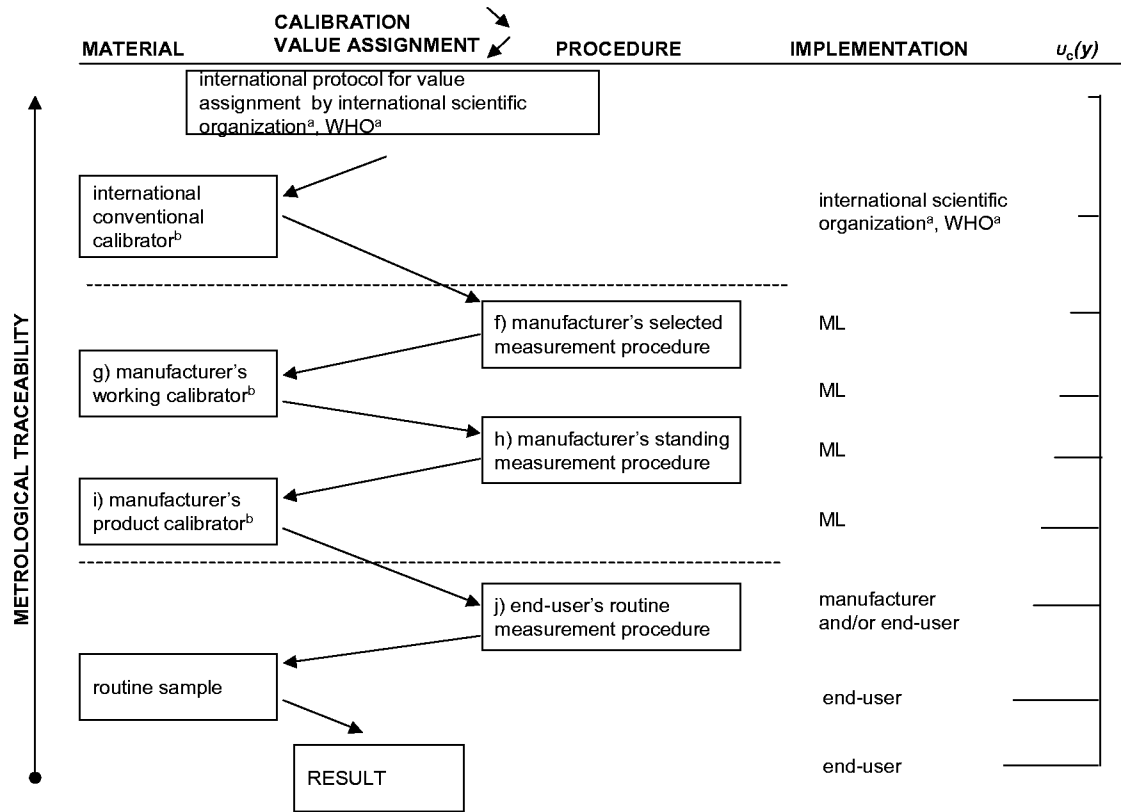 CALIBRATION
MATERIAL VALUE ASSIGNMENT PROCEDURE IMPLEMENTATION uc(y)
international protocol for value
assignment by international scientific
organizationᵃ, WHOᵃ
international
conventional
calibratorᵇ
international scientific
organizationᵃ, WHOᵃ
f) manufacturer's selected
measurement procedure
ML
g) manufacturer's
working calibratorᵇ
ML
h) manufacturer's standing
measurement procedure
ML
i) manufacturer's
product calibratorᵇ
ML
j) end-user's routine
measurement procedure
manufacturer
and/or end-user
routine sample
end-user
RESULT
end-user
METROLOGICAL TRACEABILITY